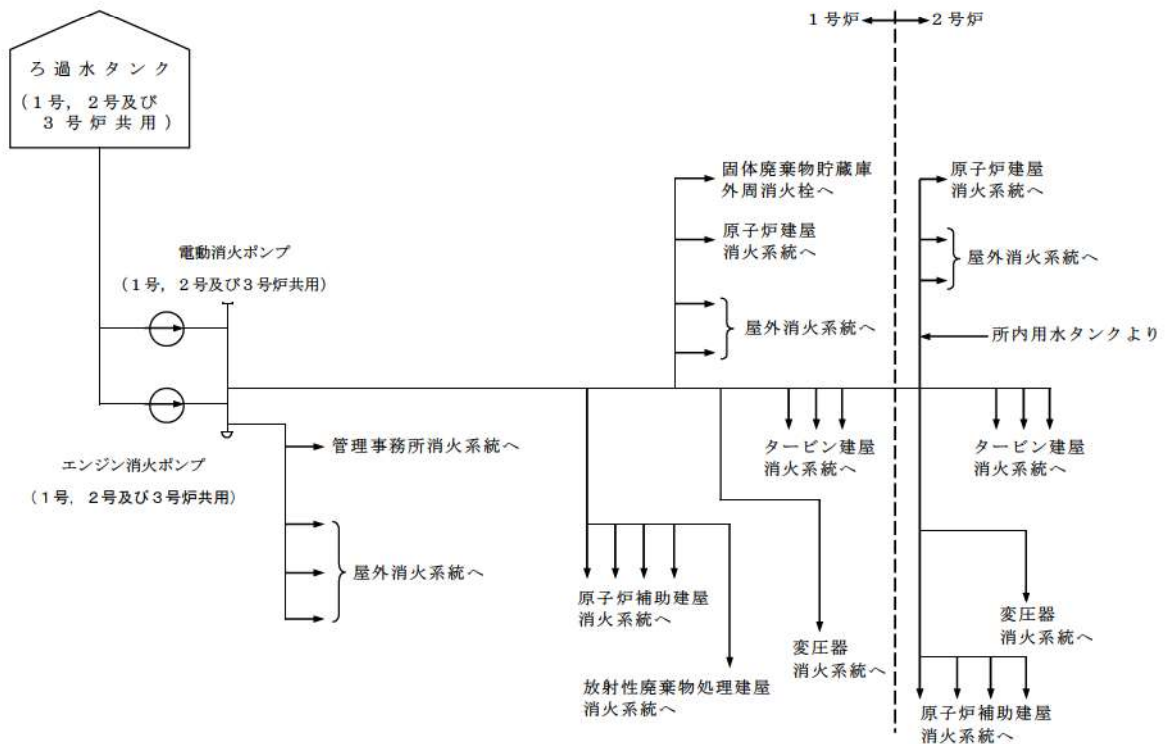 1号炉
2号炉
ろ過水タンク
(1号，2号及び
3号炉共用)
固体廃棄物貯蔵庫
外周消火栓へ
原子炉建屋
消火系統へ
原子炉建屋
消火系統へ
電動消火ポンプ
(1号，2号及び3号炉共用)
屋外消火系統へ
屋外消火系統へ
所内用水タンクより
管理事務所消火系統へ
タービン建屋
消火系統へ
タービン建屋
消火系統へ
エンジン消火ポンプ
(1号，2号及び3号炉共用)
屋外消火系統へ
原子炉補助建屋
消火系統へ
変圧器
消火系統へ
変圧器
消火系統へ
放射性廃棄物処理建屋
消火系統へ
原子炉補助建屋
消火系統へ